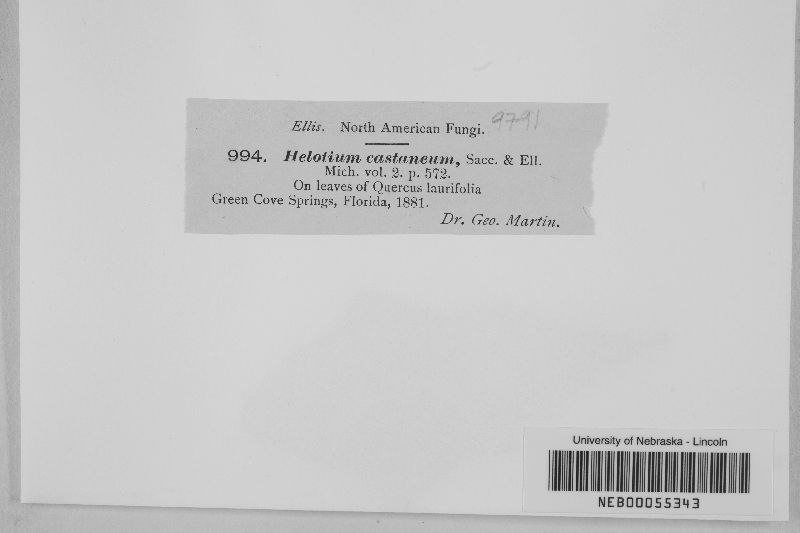 Ellis. North American Fungi. 9791
994. Helotium castaneum, Sacc. & Ell.
Mich. vol. 2. p. 572.
On leaves of Quercus laurifolia
Green Cove Springs, Florida, 1881.
Dr. Geo. Martin.
University of Nebraska - Lincoln
NEB00055343